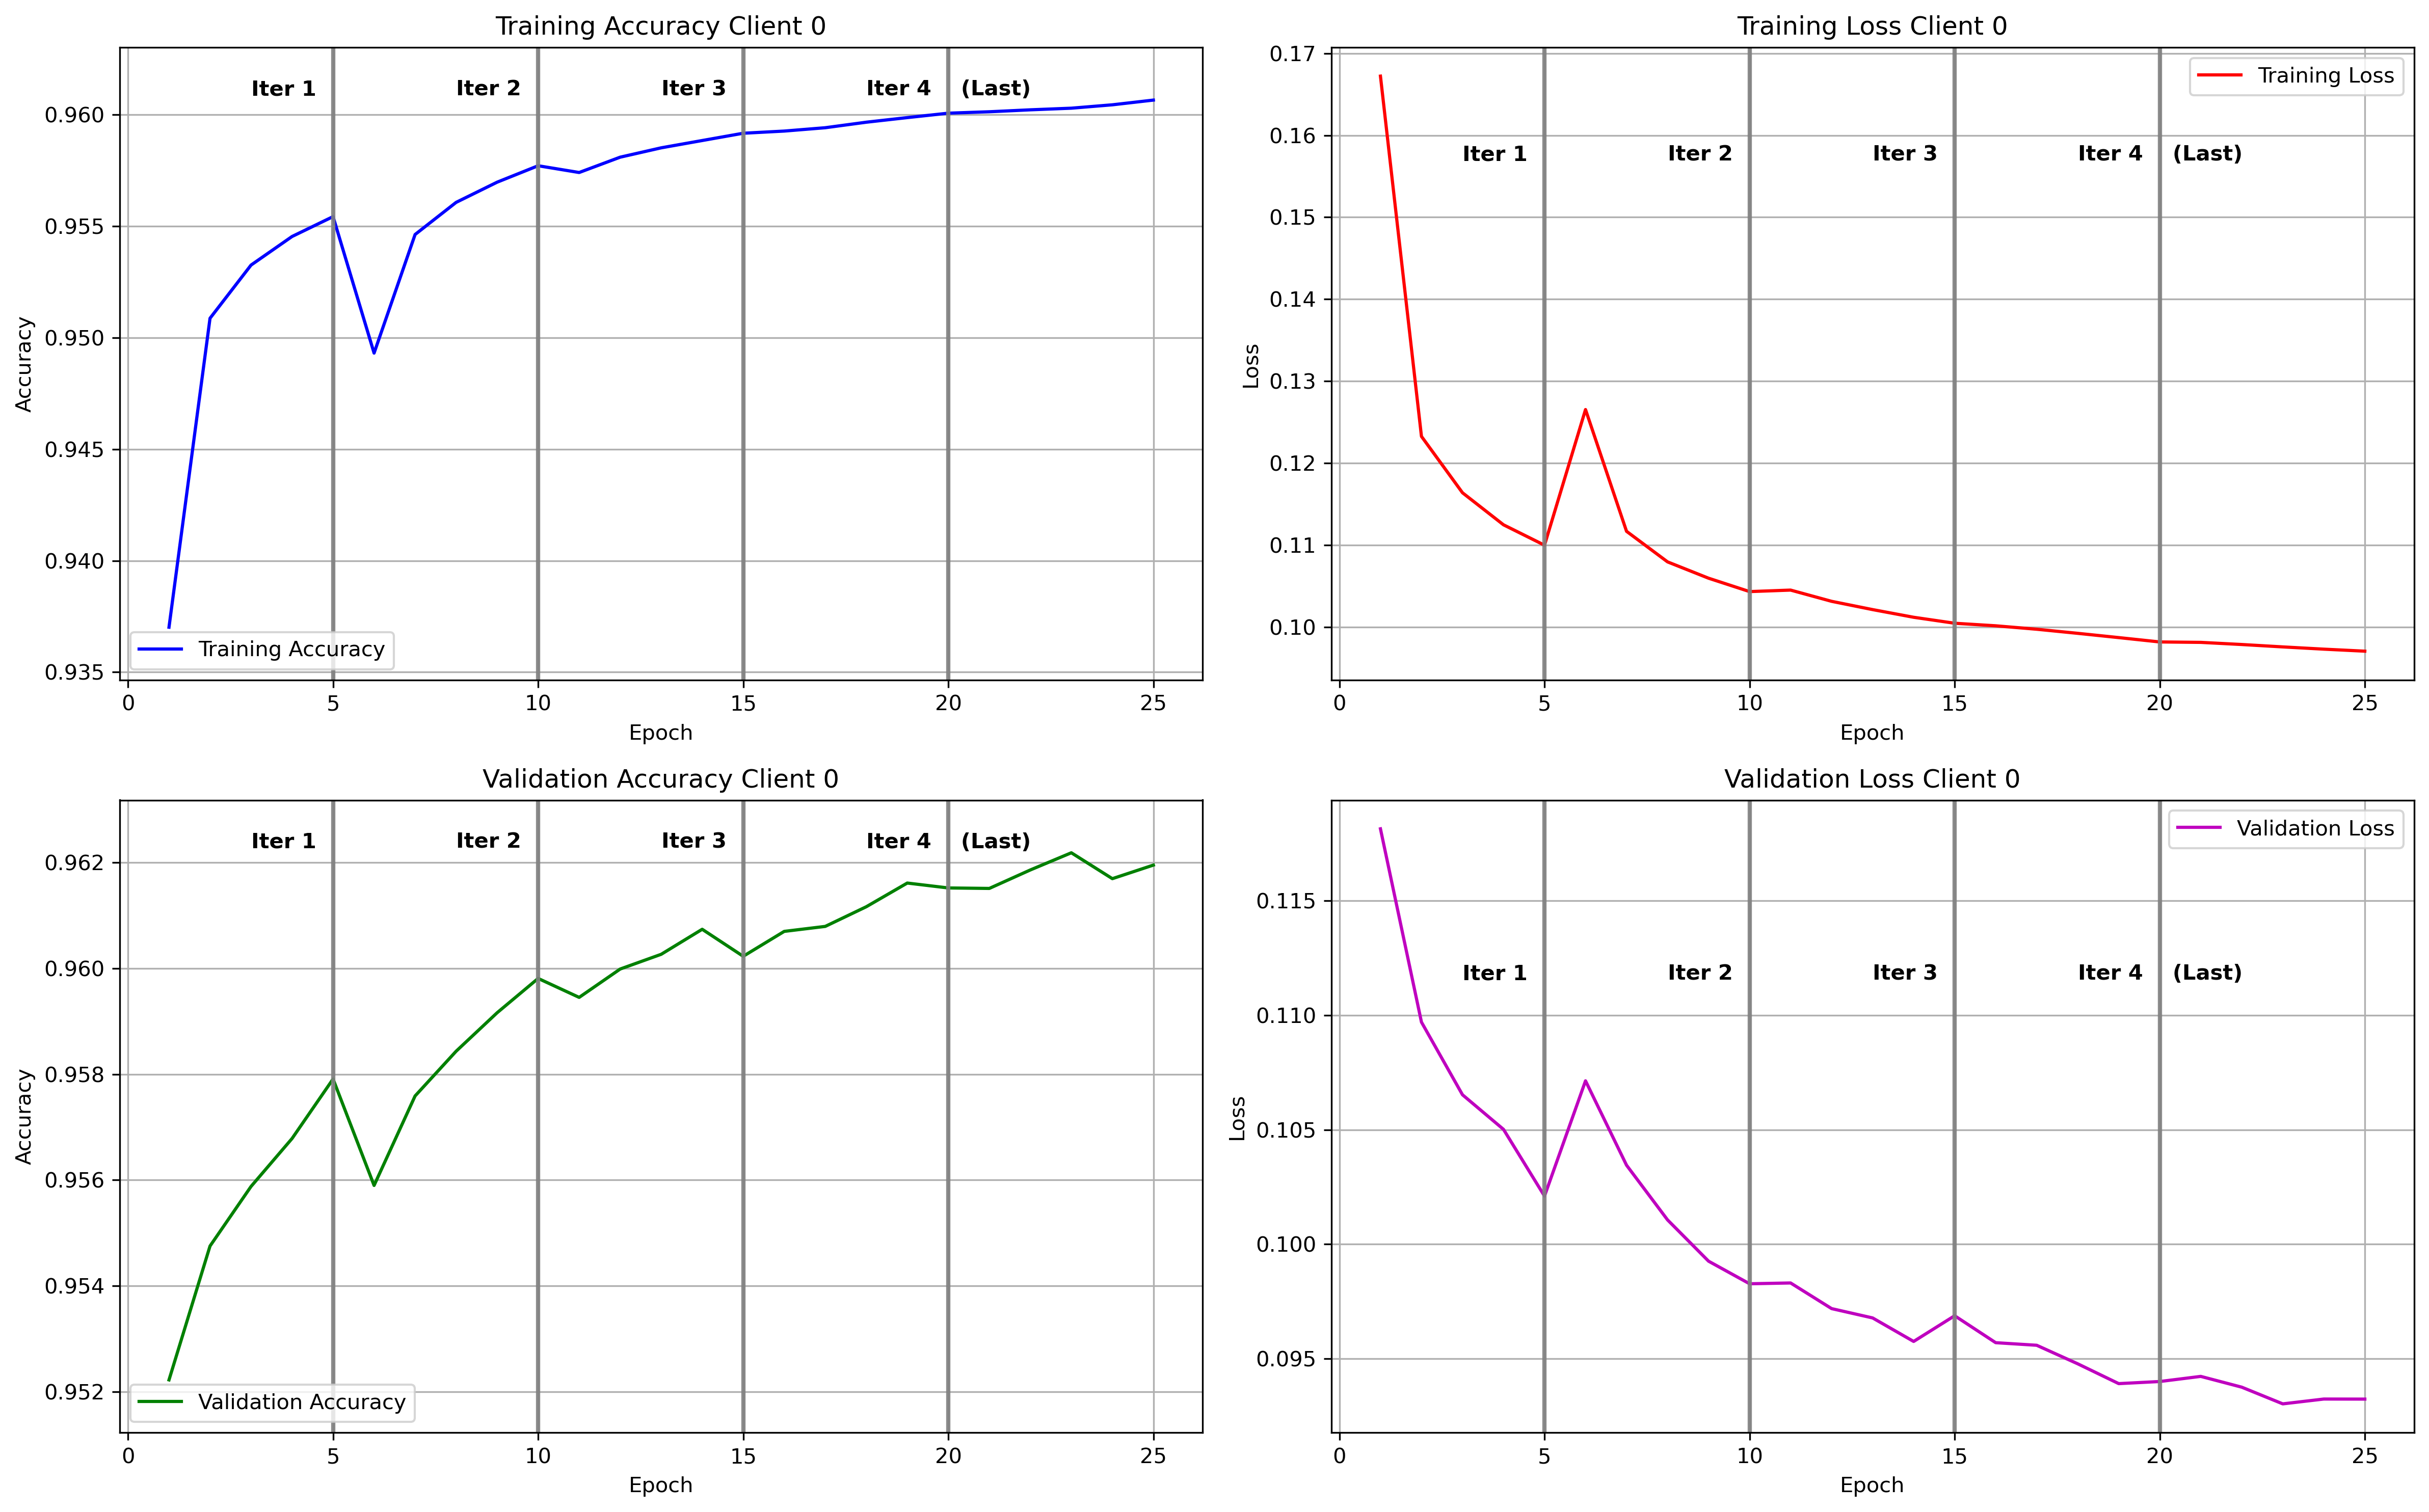 Training Accuracy Client 0
Iter 1 Iter 2 Iter 3 Iter 4 (Last)
0.960
0.955
0.950
0.945
0.940
0.935
Accuracy
Training Accuracy
0 5 10 15 20 25
Epoch
Training Loss Client 0
Training Loss
Iter 1 Iter 2 Iter 3 Iter 4 (Last)
0.17
0.16
0.15
0.14
0.13
0.12
0.11
0.10
Loss
0 5 10 15 20 25
Epoch
Validation Accuracy Client 0
Iter 1 Iter 2 Iter 3 Iter 4 (Last)
0.962
0.960
0.958
0.956
0.954
0.952
Accuracy
Validation Accuracy
0 5 10 15 20 25
Epoch
Validation Loss Client 0
Validation Loss
Iter 1 Iter 2 Iter 3 Iter 4 (Last)
0.115
0.110
0.105
0.100
0.095
Loss
0 5 10 15 20 25
Epoch